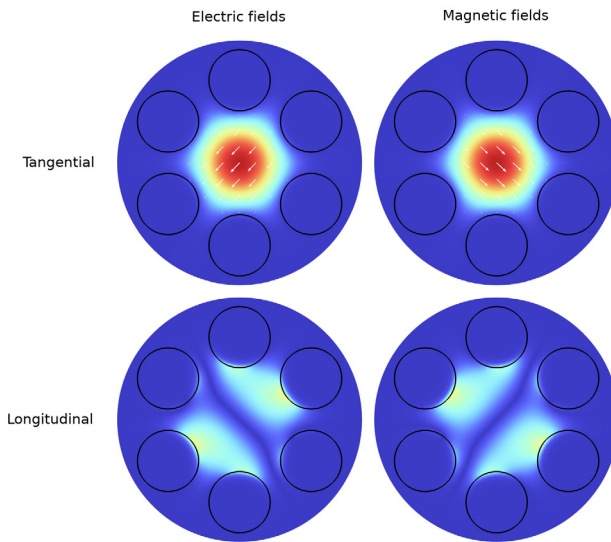 Electric fields
Magnetic fields
Tangential
Longitudinal